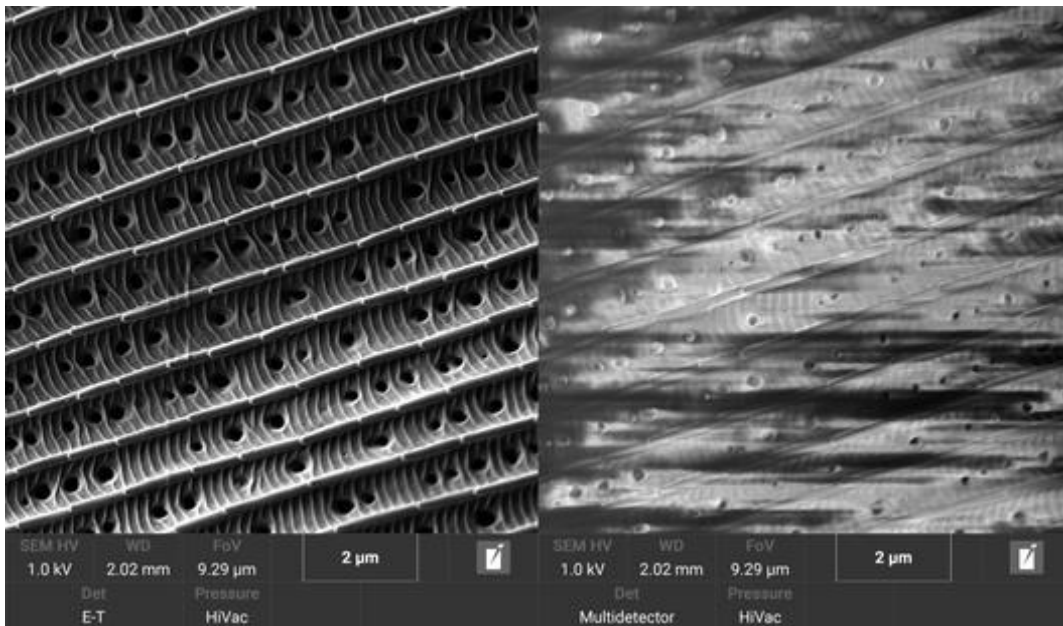 SEM HV WD FoV
1.0 kV 2.02 mm 9.29 µm
2 µm
Det Pressure
E-T HiVac
SEM HV WD FoV
1.0 kV 2.02 mm 9.29 µm
2 µm
Det Pressure
Multidetector HiVac